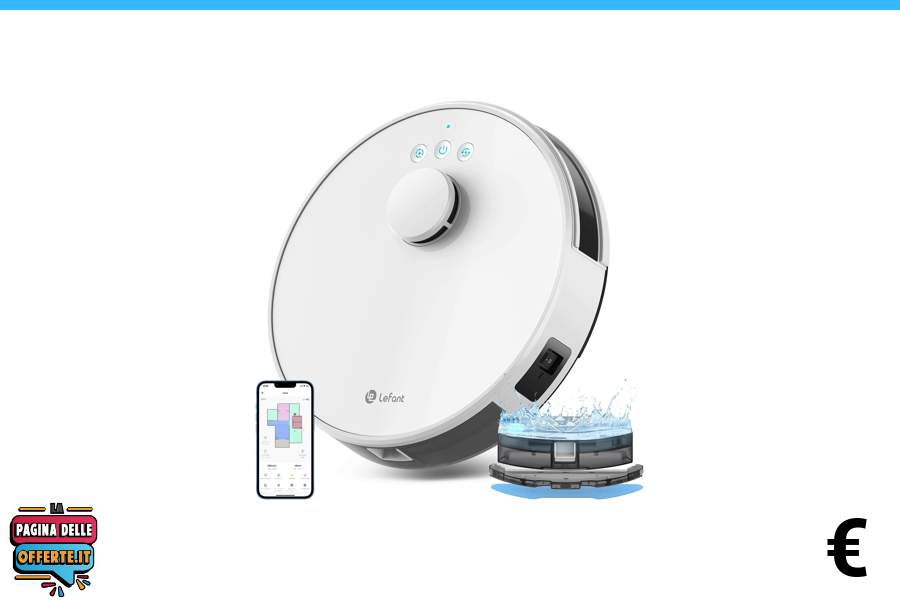 Lefant
LA
PAGINA DELLE
OFFERTE.IT
€